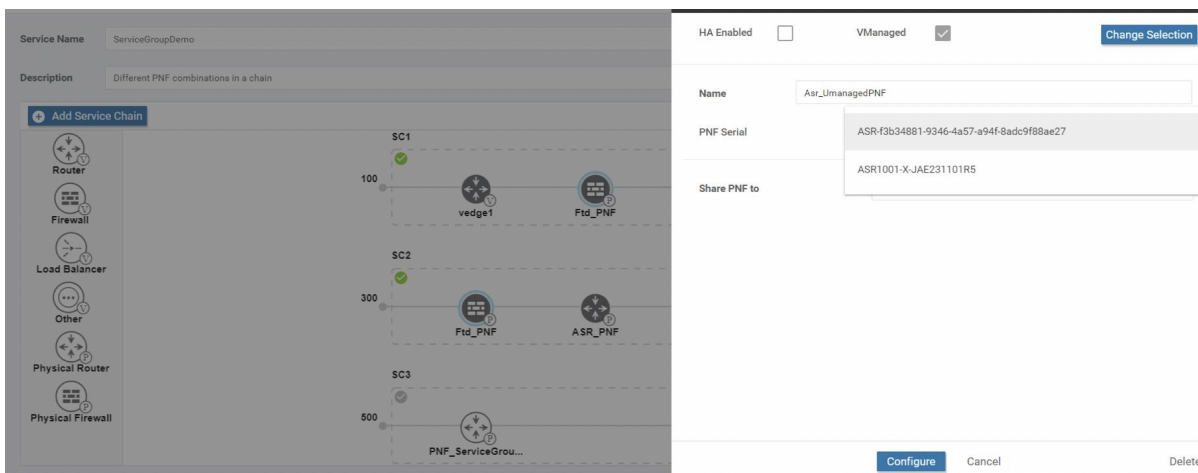 Service Name ServiceGroupDemo
Description Different PNF combinations in a chain
Add Service Chain
Router
V
Firewall
V
Load Balancer
V
Other
V
Physical Router
P
Physical Firewall
P
SC1
100
V
vedge1
P
Ftd_PNF
SC2
300
P
Ftd_PNF
P
ASR_PNF
SC3
500
P
PNF_ServiceGrou...
HA Enabled VManaged Change Selection
Name Asr_UmanagedPNF
PNF Serial ASR-f3b34881-9346-4a57-a94f-8adc9f88ae27
ASR1001-X-JAE231101R5
Share PNF to
Configure Cancel Delete